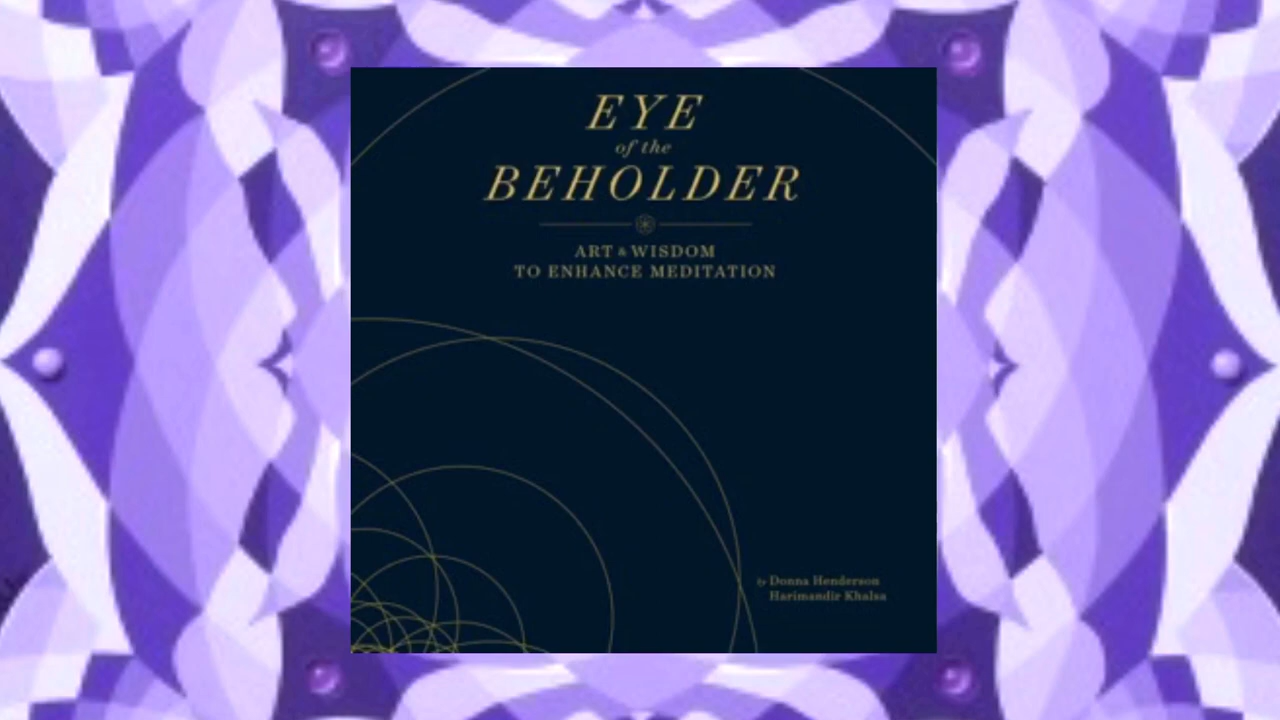 EYE
of the
BEHOLDER
ART & WISDOM
TO ENHANCE MEDITATION
by Donna Henderson
Harimandir Khalsa